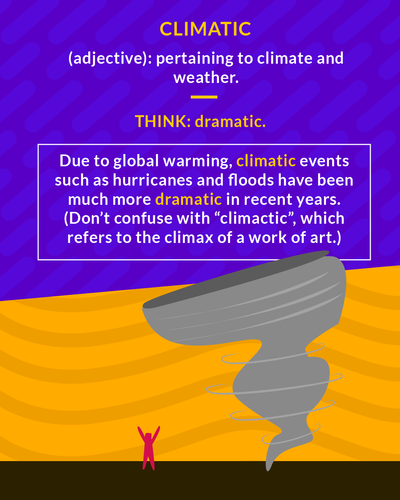 CLIMATIC
(adjective): pertaining to climate and
weather.
THINK: dramatic.
Due to global warming, climatic events
such as hurricanes and floods have been
much more dramatic in recent years.
(Don’t confuse with “climactic”, which
refers to the climax of a work of art.)